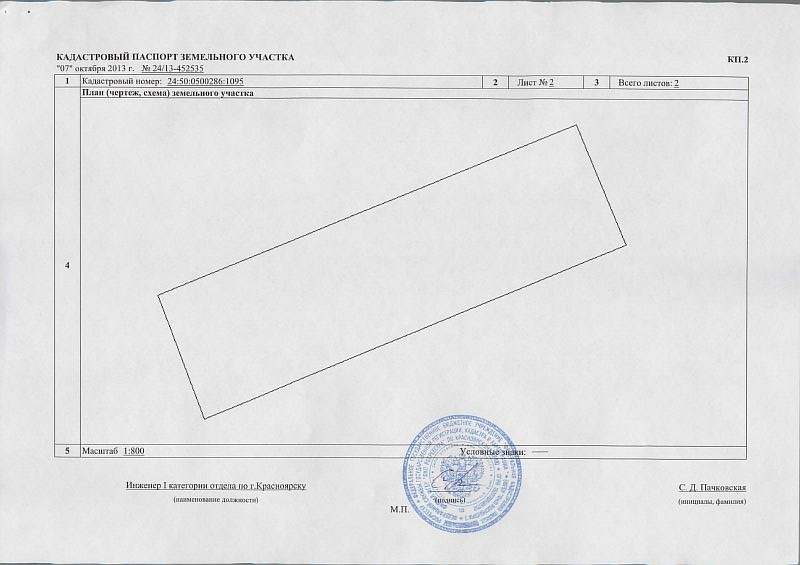 КАДАСТРОВЫЙ ПАСПОРТ ЗЕМЕЛЬНОГО УЧАСТКА
КП.2
"07" октября 2013 г. № 24/13-452535
1 Кадастровый номер: 24:50:0500286:1095 2 Лист № 2 3 Всего листов: 2
План (чертеж, схема) земельного участка
4
5 Масштаб 1:800 Условные знаки:
Инженер I категории отдела по г.Красноярску С. Д. Пачковская
(наименование должности) (подпись) (инициалы, фамилия)
М.П.